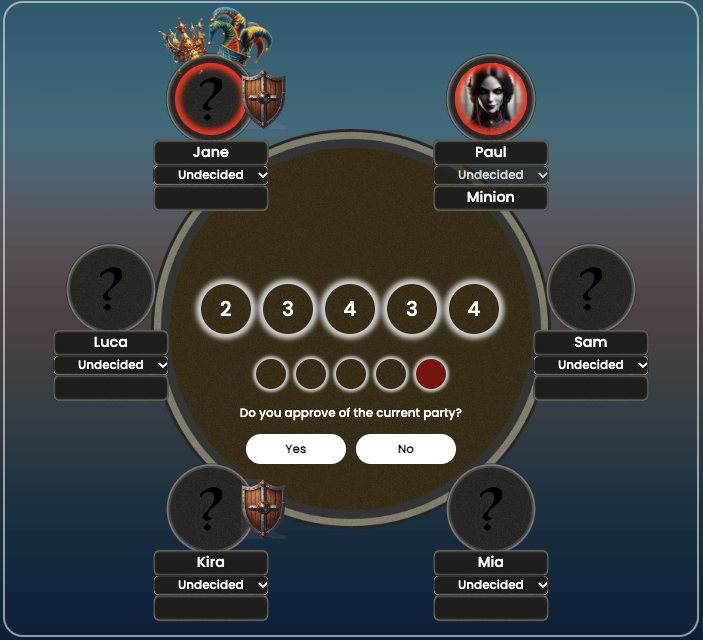 ?
Jane
Undecided
Paul
Undecided
Minion
?
Luca
Undecided
?
Sam
Undecided
2 3 4 3 4
Do you approve of the current party?
Yes No
?
Kira
Undecided
?
Mia
Undecided